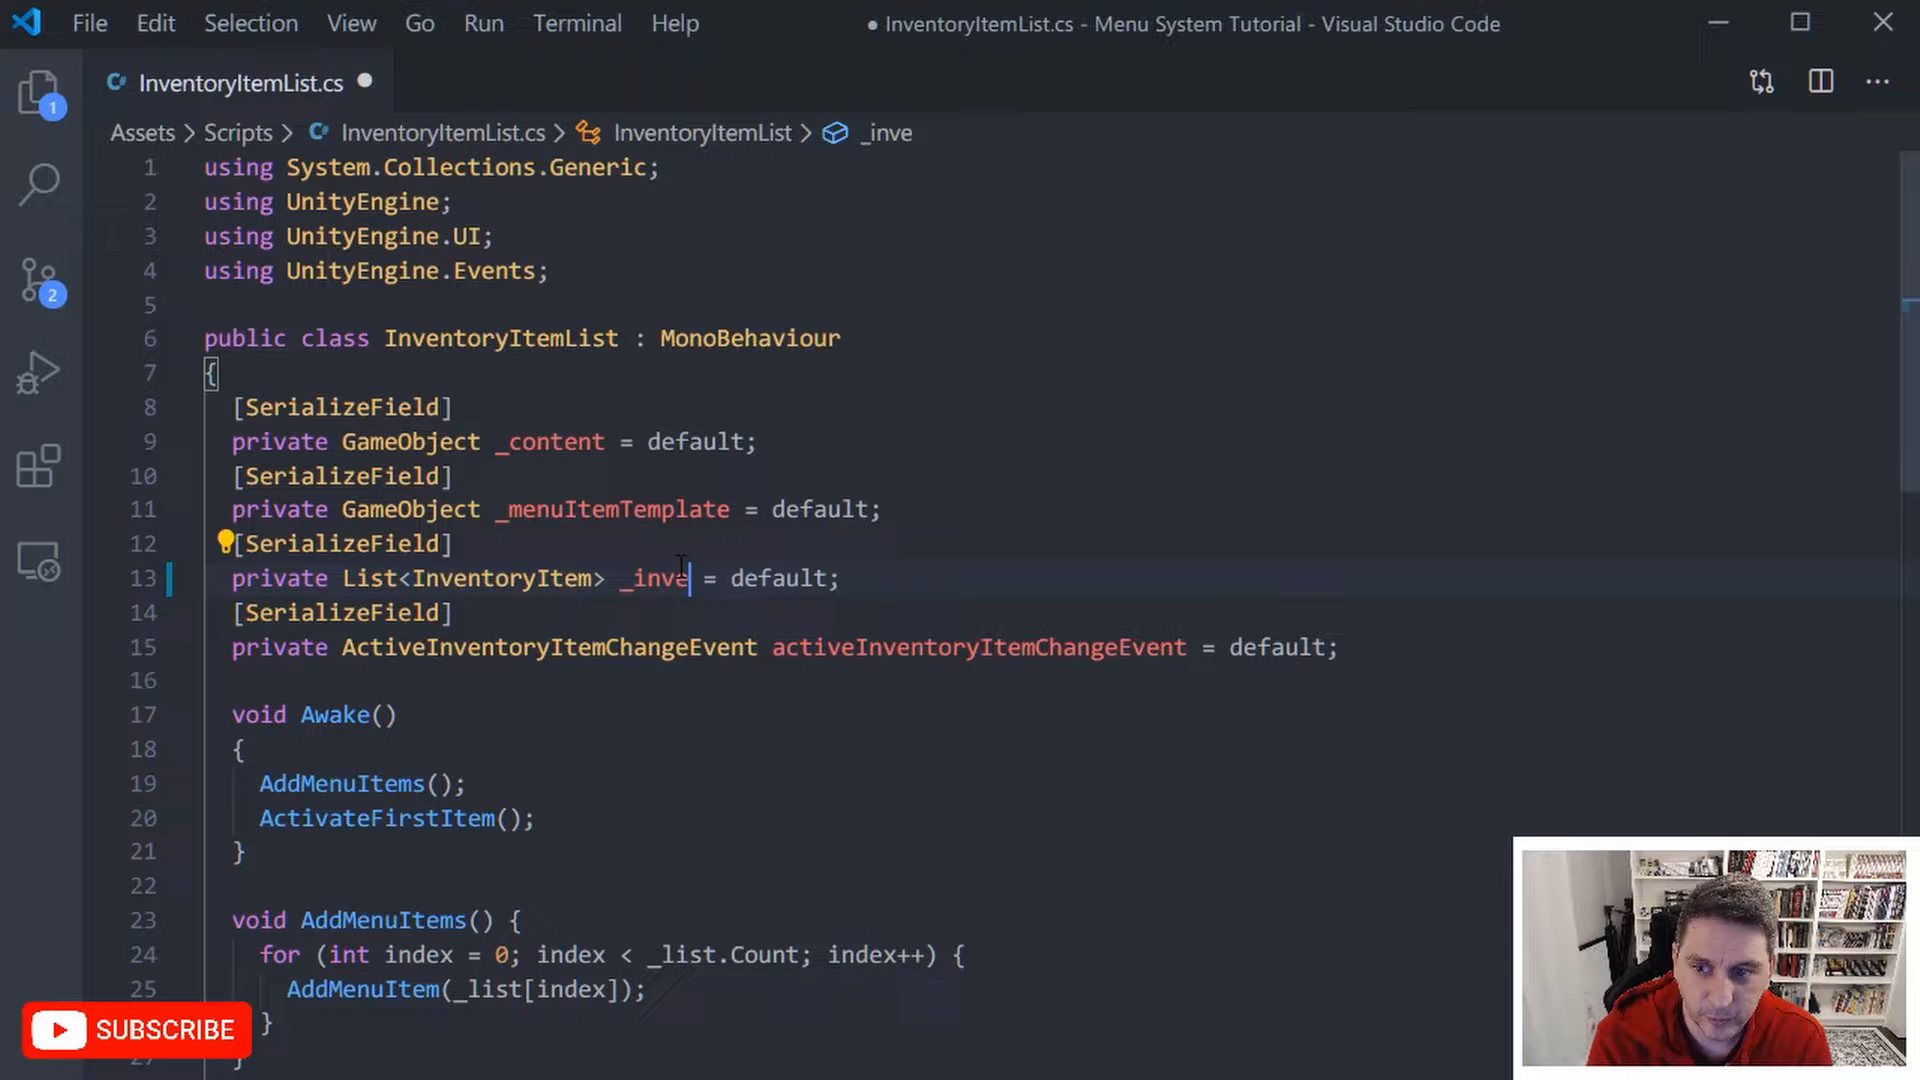 File Edit Selection View Go Run Terminal Help ● InventoryItemList.cs - Menu System Tutorial - Visual Studio Code
InventoryItemList.cs
1
Assets > Scripts > InventoryItemList.cs > InventoryItemList > _inve
1 using System.Collections.Generic;
2 using UnityEngine;
3 using UnityEngine.UI;
4 using UnityEngine.Events;
2
5
6 public class InventoryItemList : MonoBehaviour
7 {
8 [SerializeField]
9 private GameObject _content = default;
10 [SerializeField]
11 private GameObject _menuItemTemplate = default;
12 [SerializeField]
13 private List<InventoryItem> _inve = default;
14 [SerializeField]
15 private ActiveInventoryItemChangeEvent activeInventoryItemChangeEvent = default;
16
17 void Awake()
18 {
19 AddMenuItems();
20 ActivateFirstItem();
21 }
22
23 void AddMenuItems() {
24 for (int index = 0; index < _list.Count; index++) {
25 AddMenuItem(_list[index]);
}
SUBSCRIBE
27 }